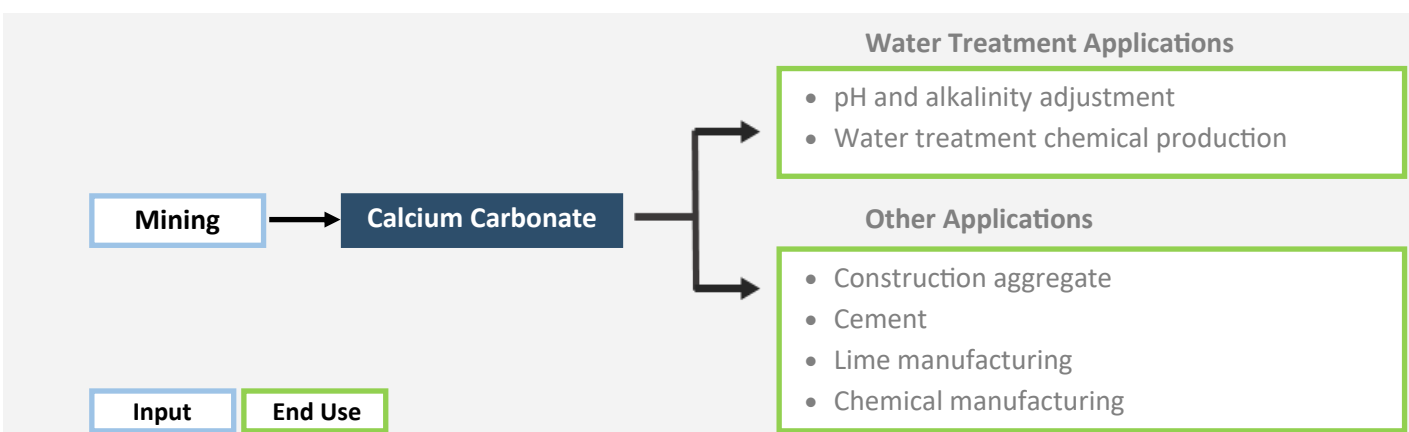 Water Treatment Applications
• pH and alkalinity adjustment
• Water treatment chemical production
Mining
Calcium Carbonate
Other Applications
• Construction aggregate
• Cement
• Lime manufacturing
• Chemical manufacturing
Input
End Use